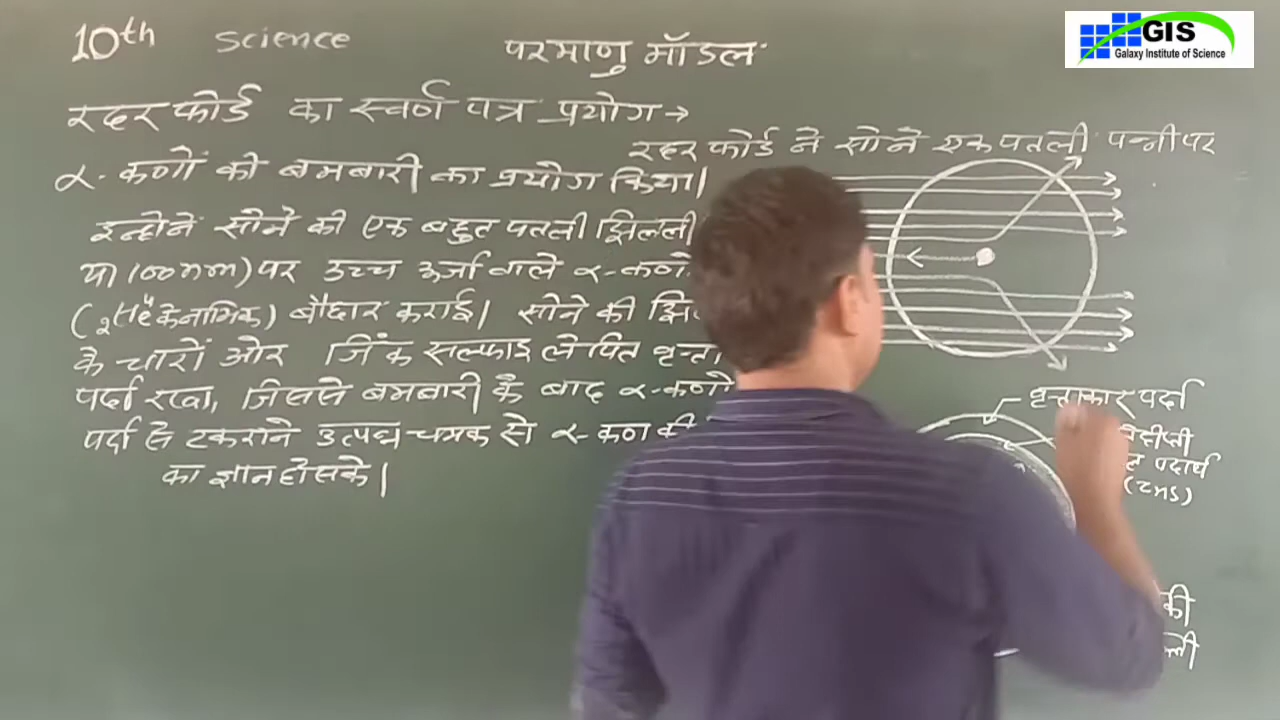 10th science
परमाणु मॉडल
GIS
Galaxy Institute of Science
रदरफोर्ड का स्वर्ण पत्र प्रयोग →
रदरफोर्ड ने सोने एक पतली पन्नी पर
α- कणों की बमबारी का प्रयोग किया।
इन्होने सोने की एक बहुत पतली झिल्ली
या 100nm) पर उच्च ऊर्जा वाले α-कणो
(₂He⁴ के नाभिक) बौछार कराई। सोने की
के चारों ओर जिंक सल्फाइड लेपित
पर्दा रखा, जिससे बमबारी के बाद α-कणो
पर्दा से टकराने उत्पन्न चमक से α-कण की
का ज्ञान हो सके।
वृत्ताकार पर्दा
पदार्थ
(ZnS)
की